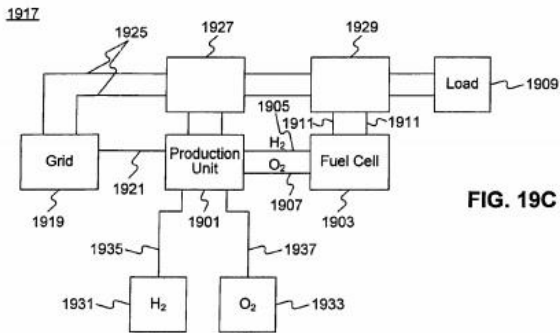 1917
1925
1927
1929
Load
1909
1905
1911
1911
Grid
Production
Unit
H₂
O₂
Fuel Cell
1921
1907
1919
1901
1903
FIG. 19C
1935
1937
1931
H₂
O₂
1933